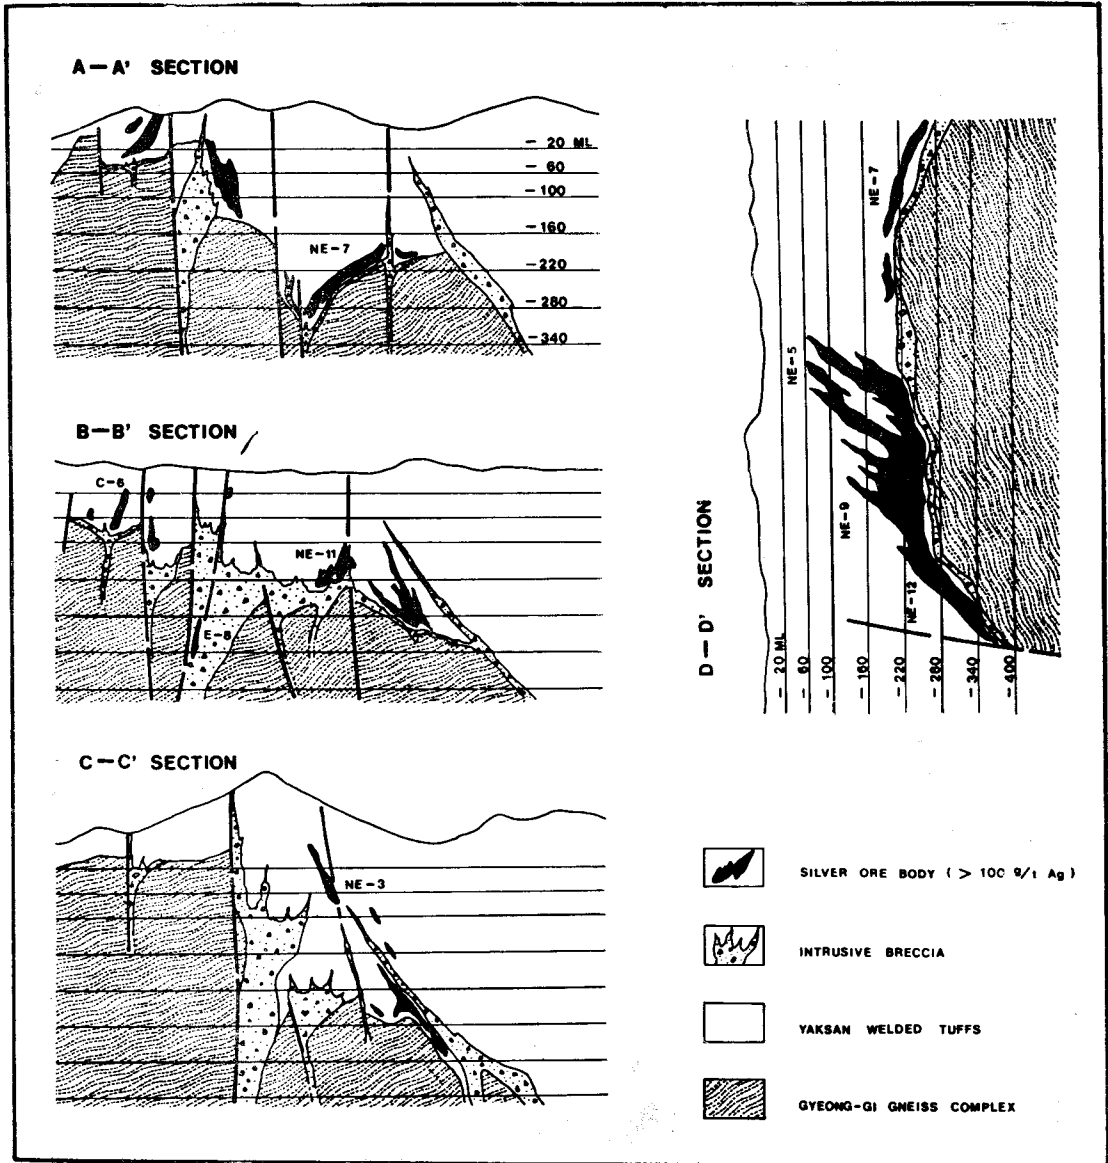 A—A' SECTION
- 20 ML
- 60
- 100
- 160
NE-7
- 220
- 280
- 340
B—B' SECTION
C-6
NE-11
E-8
C—C' SECTION
NE-3
D—D' SECTION
NE-7
NE-5
NE-9
NE-12
- 20 ML
- 60
- 100
- 160
- 220
- 280
- 340
- 400
SILVER ORE BODY ( > 100 g/t Ag )
INTRUSIVE BRECCIA
YAKSAN WELDED TUFFS
GYEONG-GI GNEISS COMPLEX